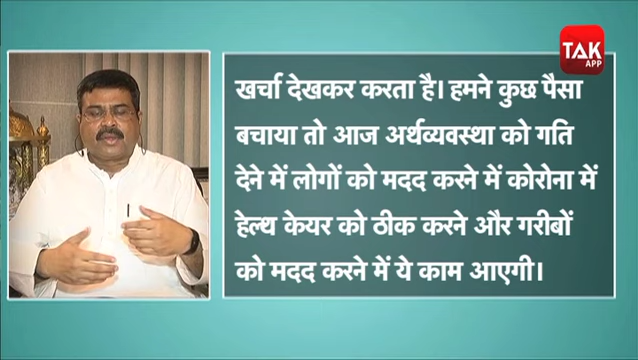 TAK
APP
खर्चा देखकर करता है। हमने कुछ पैसा
बचाया तो आज अर्थव्यवस्था को गति
देने में लोगों को मदद करने में कोरोना में
हेल्थ केयर को ठीक करने और गरीबों
को मदद करने में ये काम आएगी।